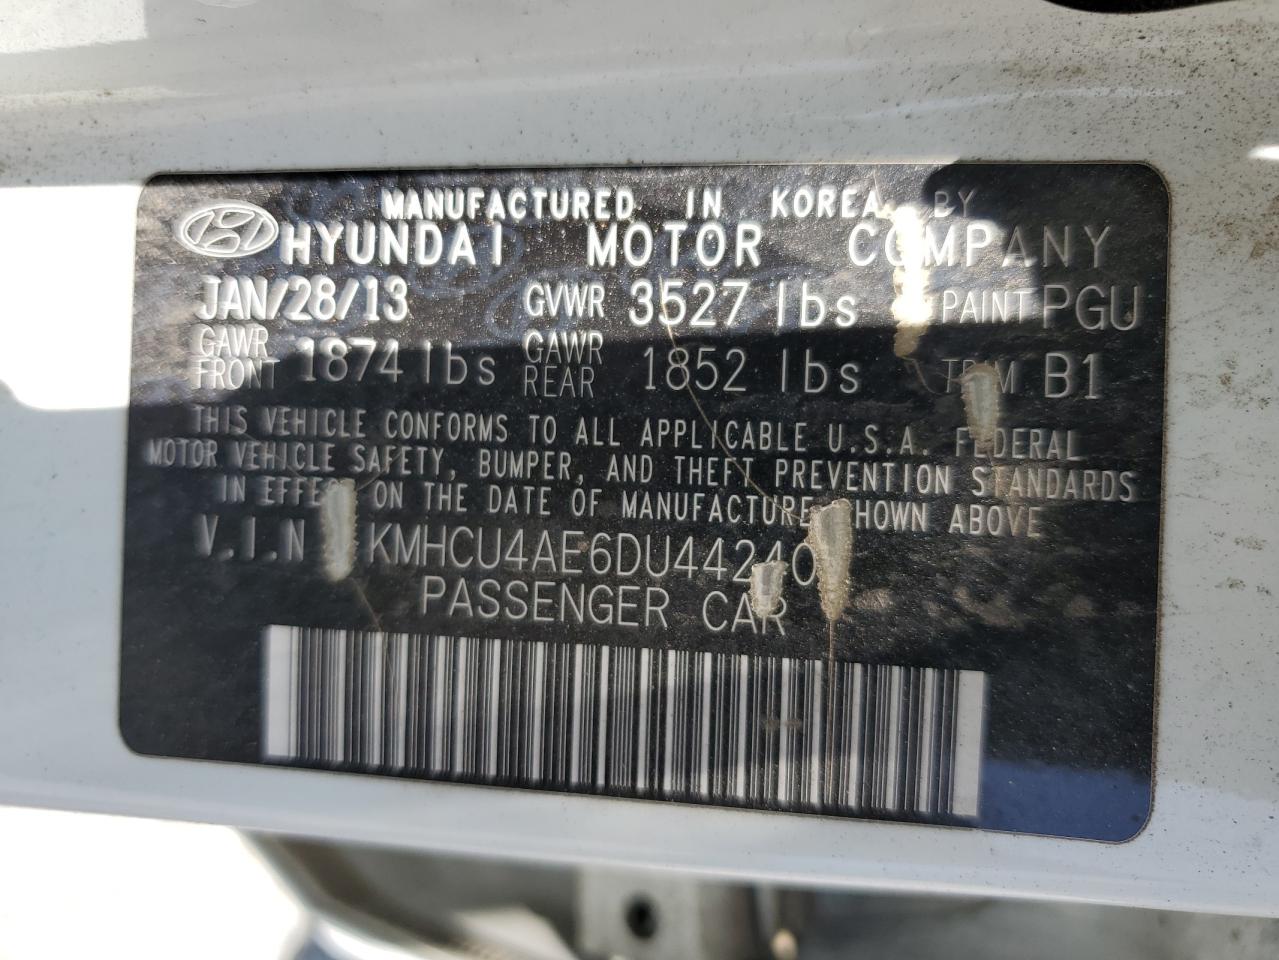 MANUFACTURED IN KOREA BY
HYUNDAI MOTOR COMPANY
JAN/28/13 GVWR 3527 lbs PAINT PGU
GAWR FRONT 1874 lbs GAWR REAR 1852 lbs TRIM B1
THIS VEHICLE CONFORMS TO ALL APPLICABLE U.S.A. FEDERAL
MOTOR VEHICLE SAFETY, BUMPER, AND THEFT PREVENTION STANDARDS
IN EFFECT ON THE DATE OF MANUFACTURE SHOWN ABOVE
V.I.N
PASSENGER CAR